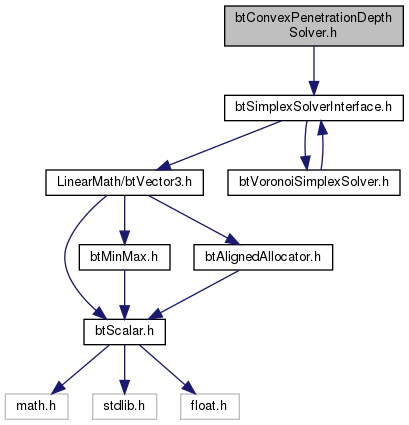 btConvexPenetrationDepth
Solver.h
btSimplexSolverInterface.h
LinearMath/btVector3.h
btVoronoiSimplexSolver.h
btMinMax.h
btAlignedAllocator.h
btScalar.h
math.h
stdlib.h
float.h